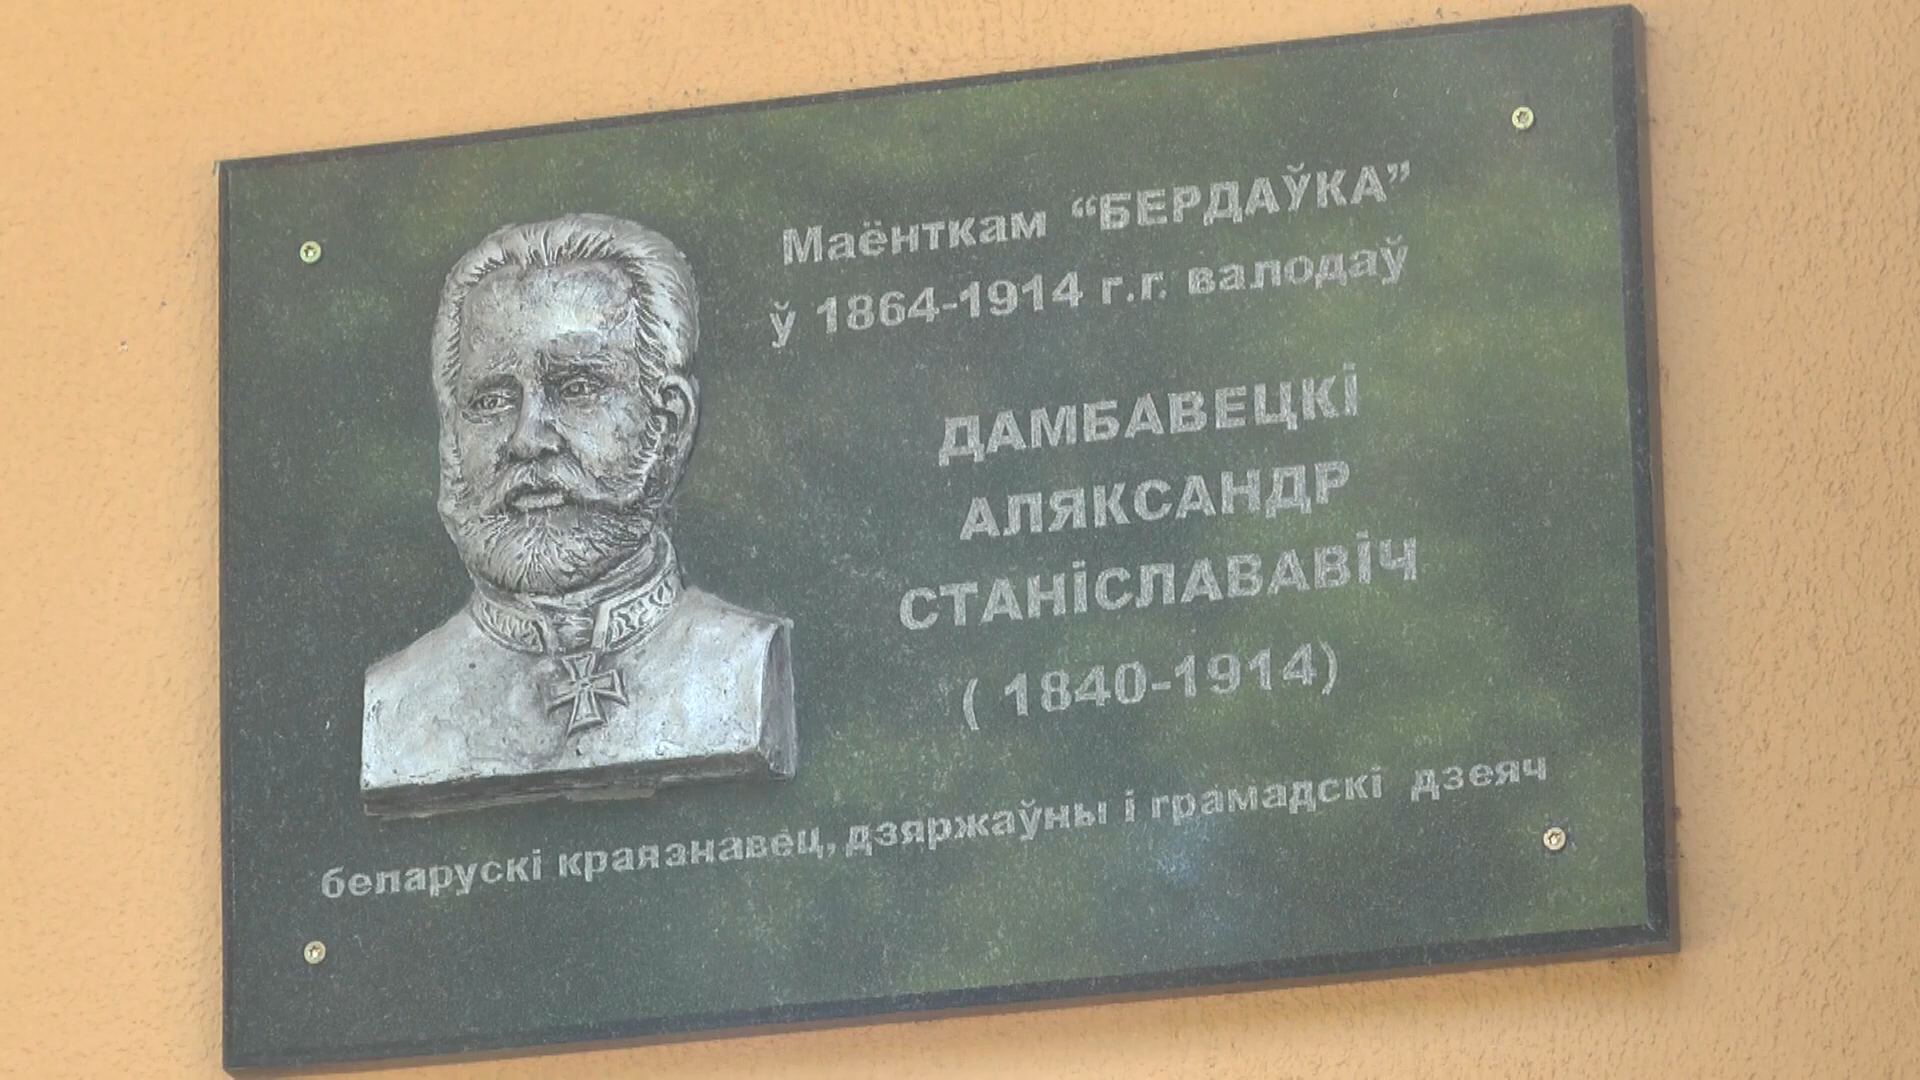 Маёнткам “БЕРДАЎКА”
ў 1864-1914 г.г. валодаў
ДАМБАВЕЦКІ
АЛЯКСАНДР
СТАНІСЛАВАВІЧ
( 1840-1914)
беларускі краязнавец, дзяржаўны і грамадскі дзеяч